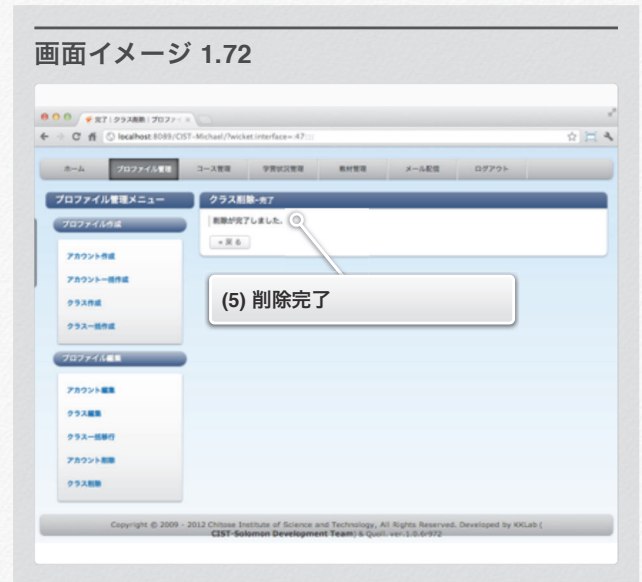 画面イメージ 1.72
完了 | クラス削除 | プロファ
localhost:8089/CIST-Michael/?wicket:interface=:47::::
ホーム プロファイル管理 コース管理 学習状況管理 教材管理 メール配信 ログアウト
プロファイル管理メニュー
プロファイル作成
アカウント作成
アカウント一括作成
クラス作成
クラス一括作成
プロファイル編集
アカウント編集
クラス編集
クラス一括移行
アカウント削除
クラス削除
クラス削除-完了
削除が完了しました。
« 戻る
(5) 削除完了
Copyright © 2009 - 2012 Chitose Institute of Science and Technology, All Rights Reserved. Developed by KKLab (
CIST-Solomon Development Team) & Quoll. ver.1.0.6r972